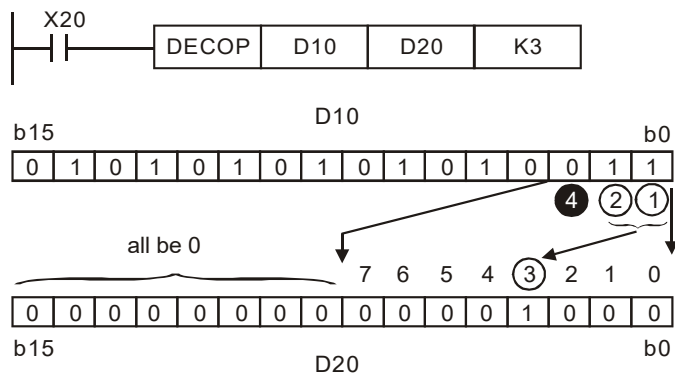 X20
DECOP D10 D20 K3
D10
b15 b0
0 1 0 1 0 1 0 1 0 1 0 1 0 0 1 1
4 2 1
all be 0
7 6 5 4 3 2 1 0
0 0 0 0 0 0 0 0 0 0 0 0 1 0 0 0
b15 b0
D20